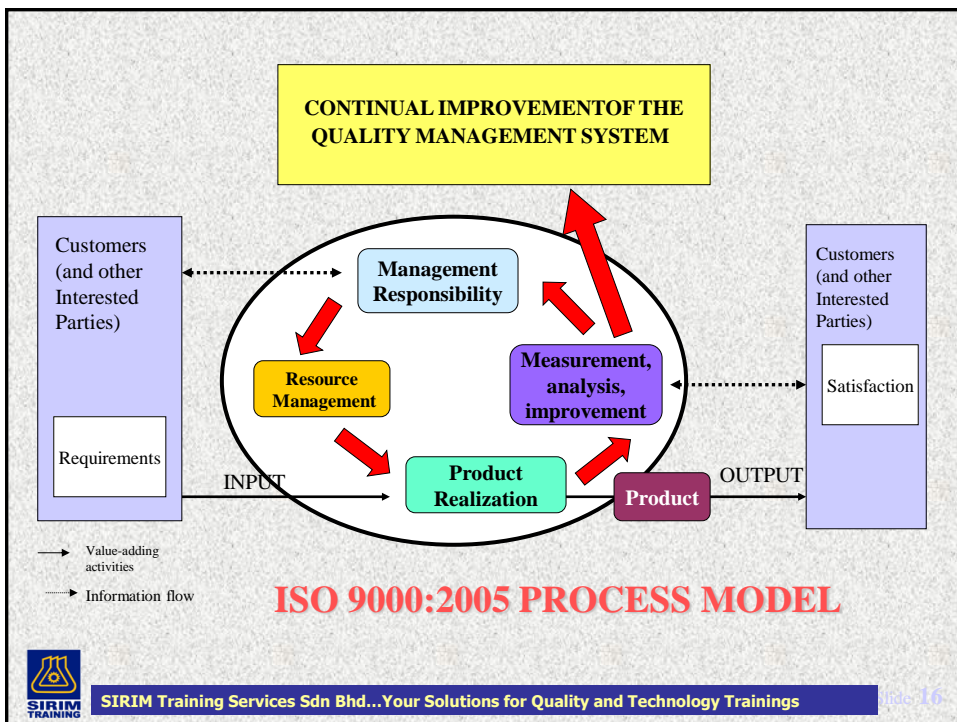 CONTINUAL IMPROVEMENTOF THE
QUALITY MANAGEMENT SYSTEM
Customers
(and other
Interested
Parties)
Requirements
Management
Responsibility
Resource
Management
Measurement,
analysis,
improvement
Product
Realization
INPUT
Product
OUTPUT
Customers
(and other
Interested
Parties)
Satisfaction
Value-adding
activities
Information flow
ISO 9000:2005 PROCESS MODEL
SIRIM
TRAINING
SIRIM Training Services Sdn Bhd...Your Solutions for Quality and Technology Trainings
Slide 16